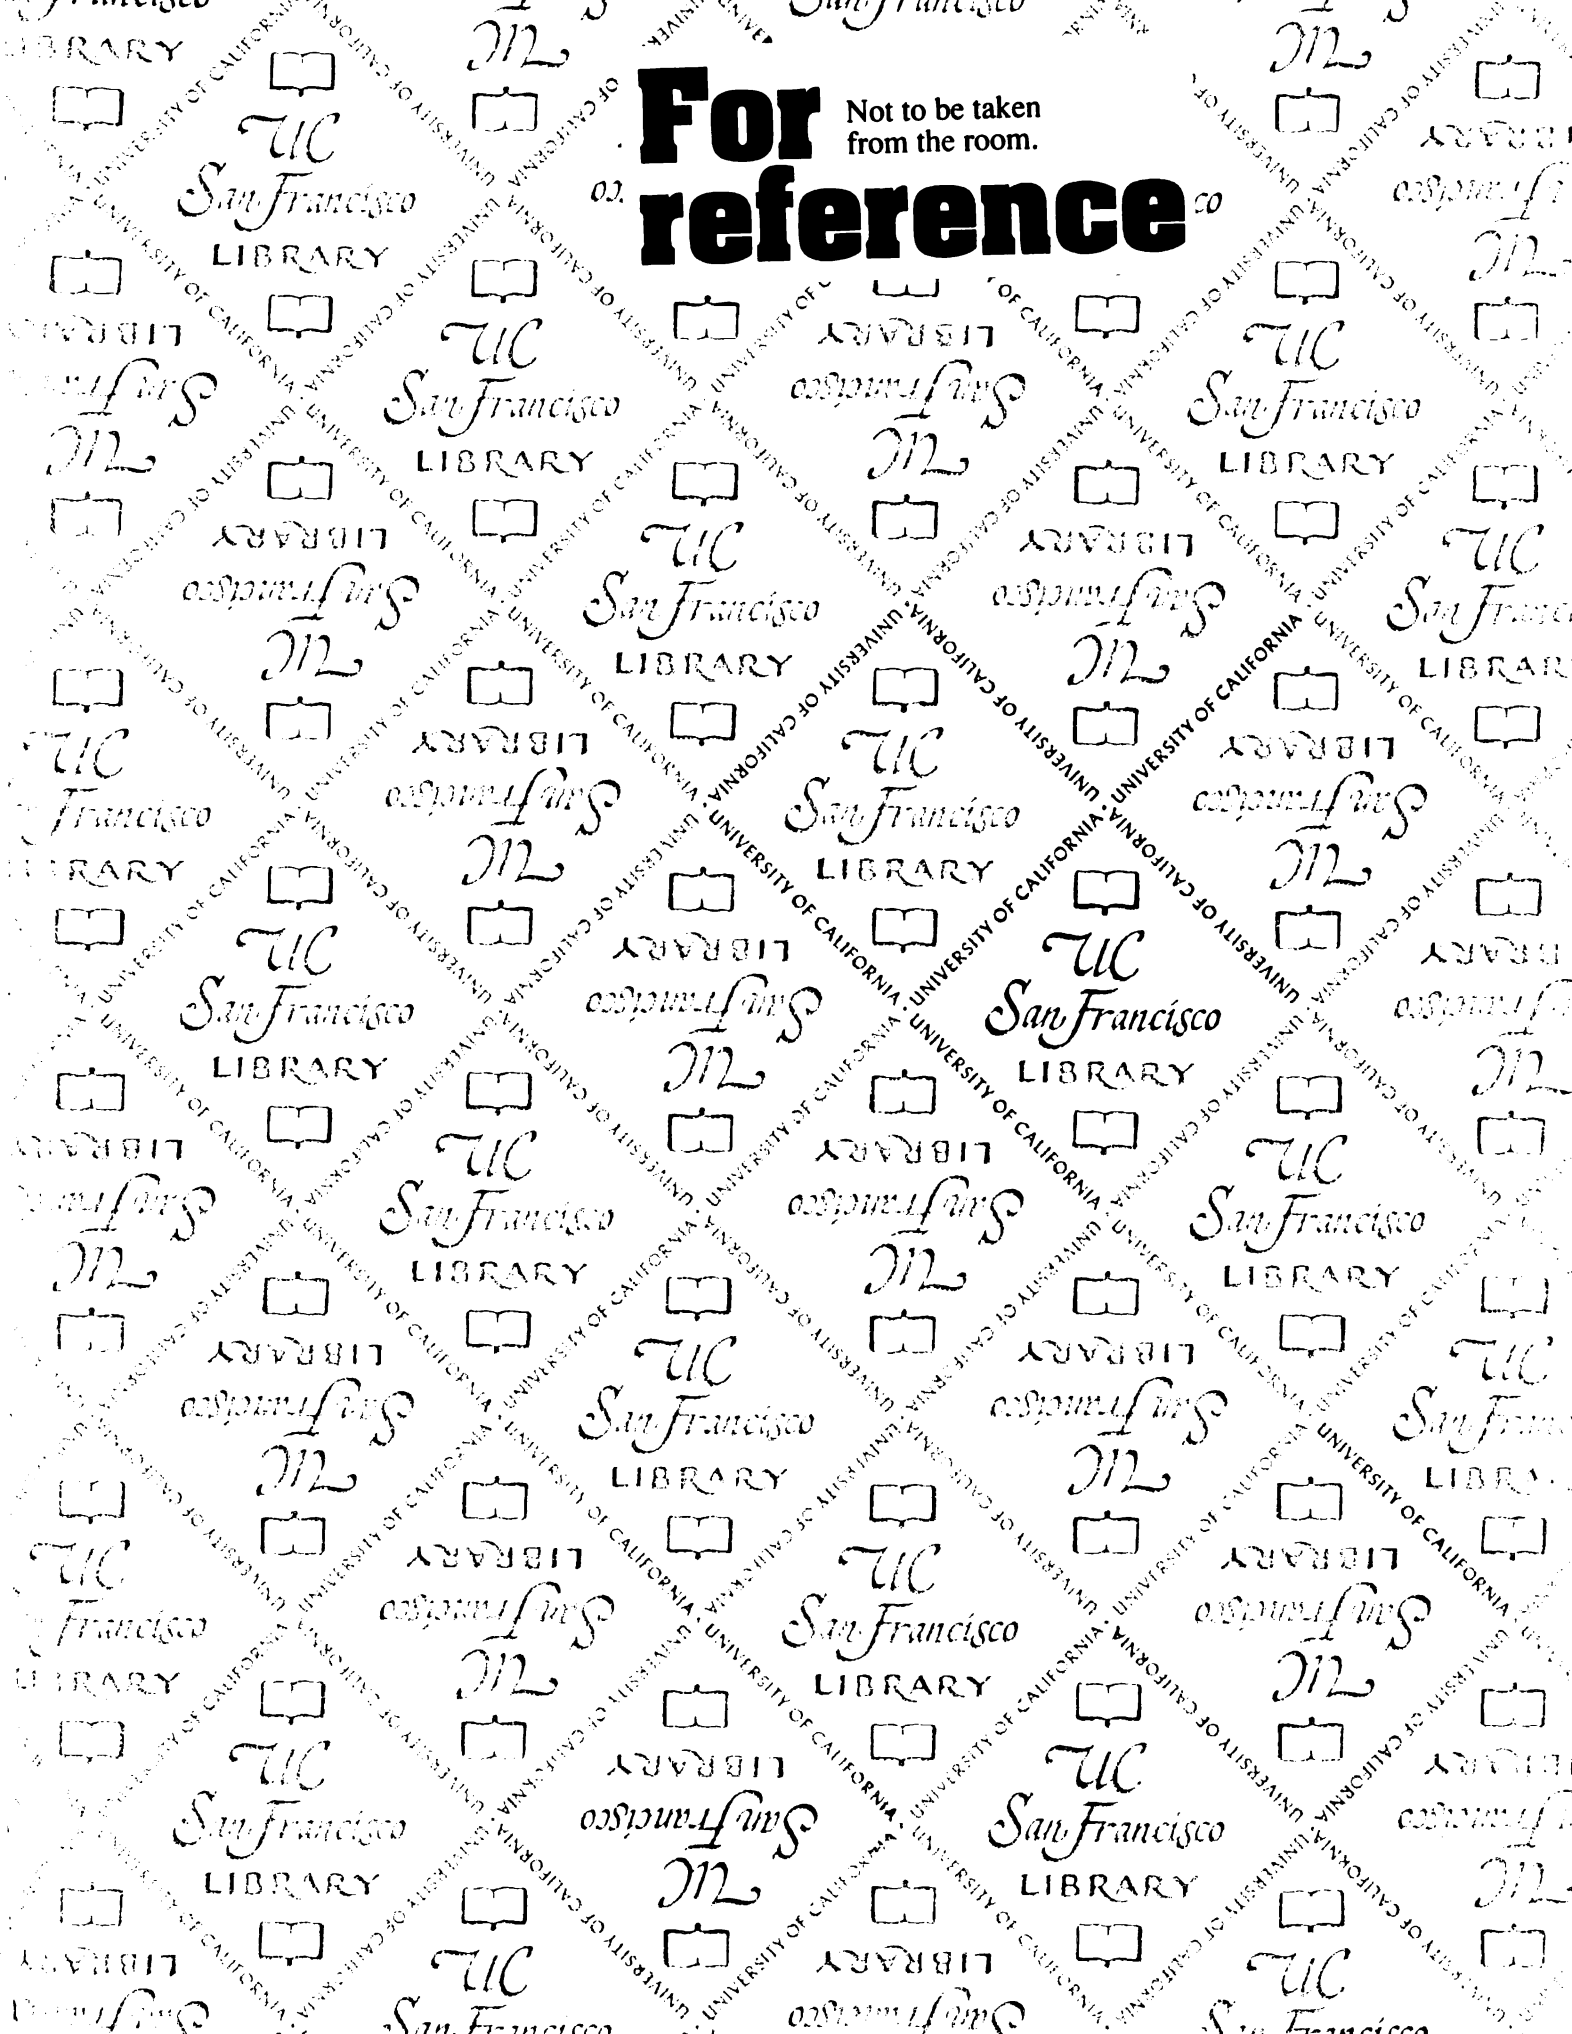 For
Not to be taken
from the room.
reference
UC
San Francisco
LIBRARY
UNIVERSITY OF CALIFORNIA